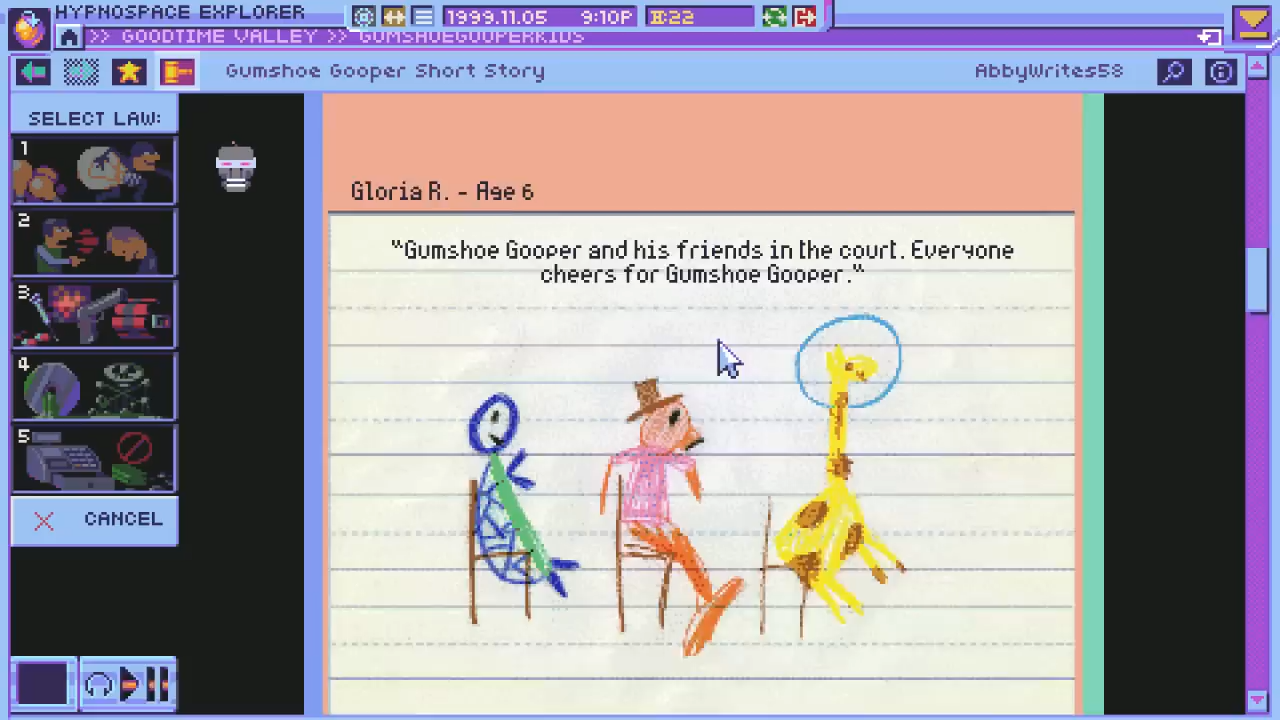 HYPNOSPACE EXPLORER
1999.11.05 9:10P
22
>> GOODTIME VALLEY >> GUMSHOEGOOPERKIDS
Gumshoe Gooper Short Story
AbbyWrites58
SELECT LAW:
1
2
3
4
5
CANCEL
Gloria R. - Age 6
"Gumshoe Gooper and his friends in the court. Everyone
cheers for Gumshoe Gooper."